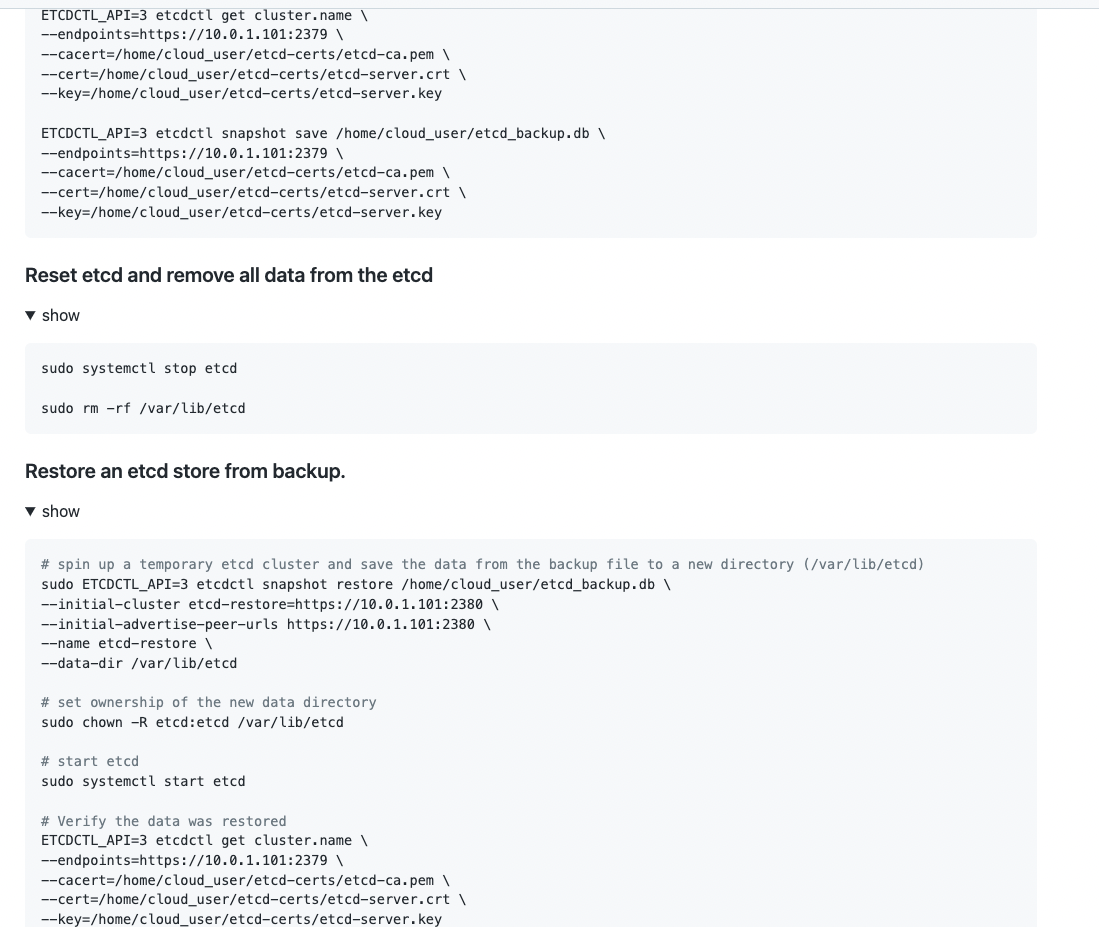 ETCDCTL_API=3 etcdctl get cluster.name \
--endpoints=https://10.0.1.101:2379 \
--cacert=/home/cloud_user/etcd-certs/etcd-ca.pem \
--cert=/home/cloud_user/etcd-certs/etcd-server.crt \
--key=/home/cloud_user/etcd-certs/etcd-server.key

ETCDCTL_API=3 etcdctl snapshot save /home/cloud_user/etcd_backup.db \
--endpoints=https://10.0.1.101:2379 \
--cacert=/home/cloud_user/etcd-certs/etcd-ca.pem \
--cert=/home/cloud_user/etcd-certs/etcd-server.crt \
--key=/home/cloud_user/etcd-certs/etcd-server.key

Reset etcd and remove all data from the etcd
▼ show
sudo systemctl stop etcd

sudo rm -rf /var/lib/etcd

Restore an etcd store from backup.
▼ show
# spin up a temporary etcd cluster and save the data from the backup file to a new directory (/var/lib/etcd)
sudo ETCDCTL_API=3 etcdctl snapshot restore /home/cloud_user/etcd_backup.db \
--initial-cluster etcd-restore=https://10.0.1.101:2380 \
--initial-advertise-peer-urls https://10.0.1.101:2380 \
--name etcd-restore \
--data-dir /var/lib/etcd

# set ownership of the new data directory
sudo chown -R etcd:etcd /var/lib/etcd

# start etcd
sudo systemctl start etcd

# Verify the data was restored
ETCDCTL_API=3 etcdctl get cluster.name \
--endpoints=https://10.0.1.101:2379 \
--cacert=/home/cloud_user/etcd-certs/etcd-ca.pem \
--cert=/home/cloud_user/etcd-certs/etcd-server.crt \
--key=/home/cloud_user/etcd-certs/etcd-server.key